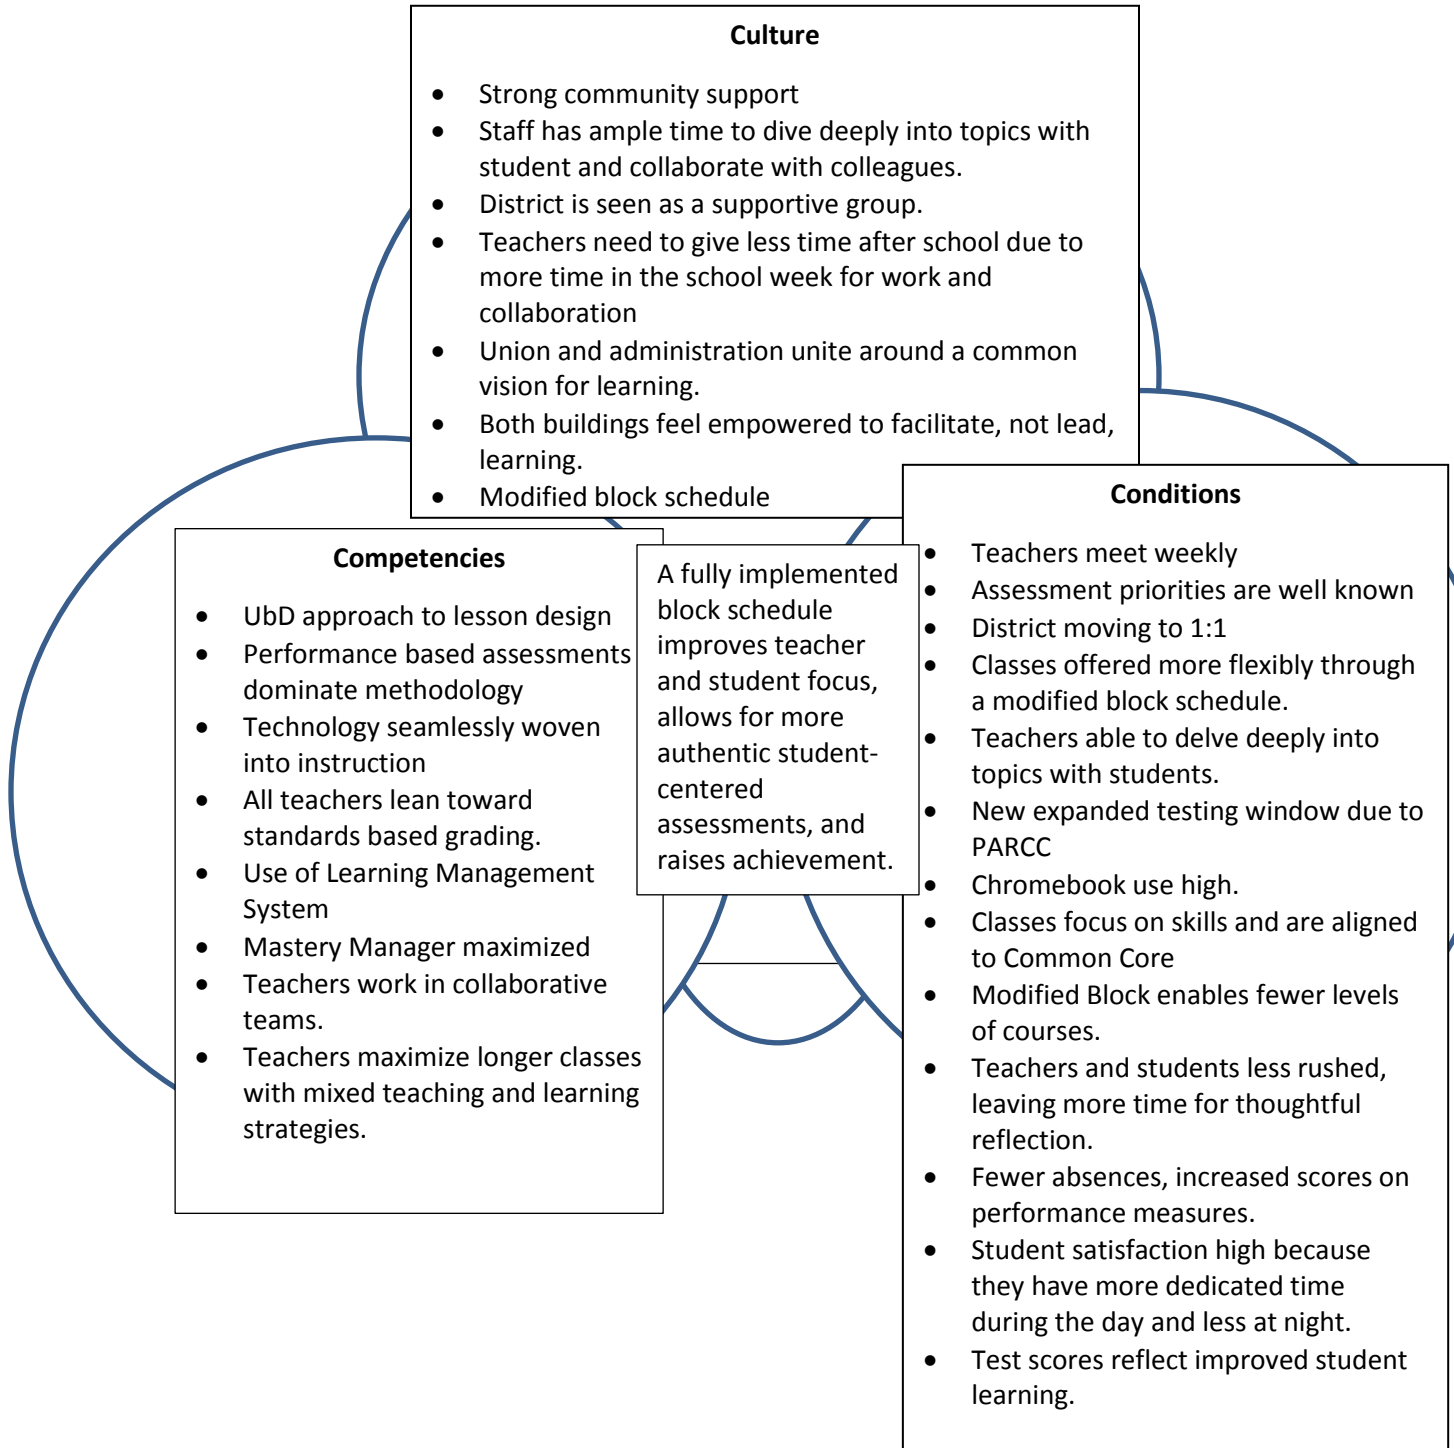 Culture
• Strong community support
• Staff has ample time to dive deeply into topics with
student and collaborate with colleagues.
• District is seen as a supportive group.
• Teachers need to give less time after school due to
more time in the school week for work and
collaboration
• Union and administration unite around a common
vision for learning.
• Both buildings feel empowered to facilitate, not lead,
learning.
• Modified block schedule
Competencies
• UbD approach to lesson design
• Performance based assessments
dominate methodology
• Technology seamlessly woven
into instruction
• All teachers lean toward
standards based grading.
• Use of Learning Management
System
• Mastery Manager maximized
• Teachers work in collaborative
teams.
• Teachers maximize longer classes
with mixed teaching and learning
strategies.
A fully implemented
block schedule
improves teacher
and student focus,
allows for more
authentic student-
centered
assessments, and
raises achievement.
Conditions
• Teachers meet weekly
• Assessment priorities are well known
• District moving to 1:1
• Classes offered more flexibly through
a modified block schedule.
• Teachers able to delve deeply into
topics with students.
• New expanded testing window due to
PARCC
• Chromebook use high.
• Classes focus on skills and are aligned
to Common Core
• Modified Block enables fewer levels
of courses.
• Teachers and students less rushed,
leaving more time for thoughtful
reflection.
• Fewer absences, increased scores on
performance measures.
• Student satisfaction high because
they have more dedicated time
during the day and less at night.
• Test scores reflect improved student
learning.